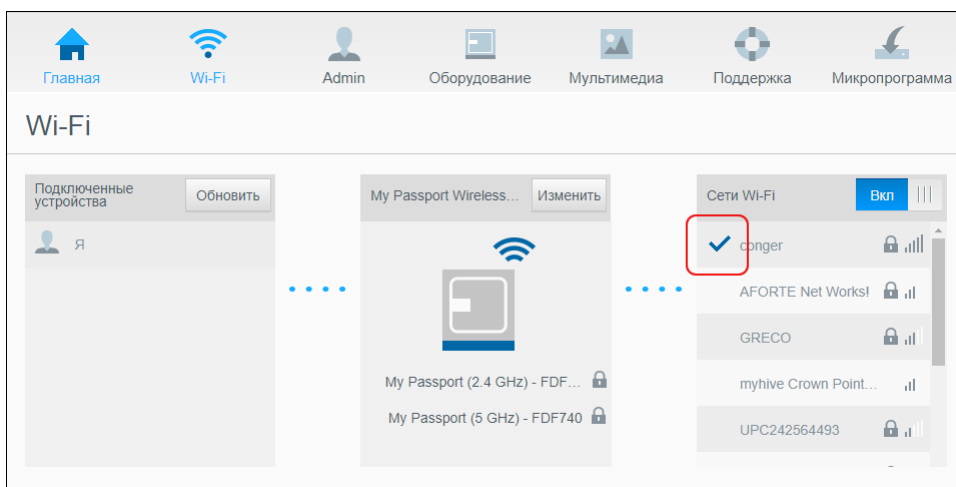 Главная Wi-Fi Admin Оборудование Мультимедиа Поддержка Микропрограмма
Wi-Fi
Подключенные
устройства
Обновить
Я
My Passport Wireless... Изменить
My Passport (2.4 GHz) - FDF...
My Passport (5 GHz) - FDF740
Сети Wi-Fi Вкл
conger
AFORTE Net Works!
GRECO
myhive Crown Point...
UPC242564493